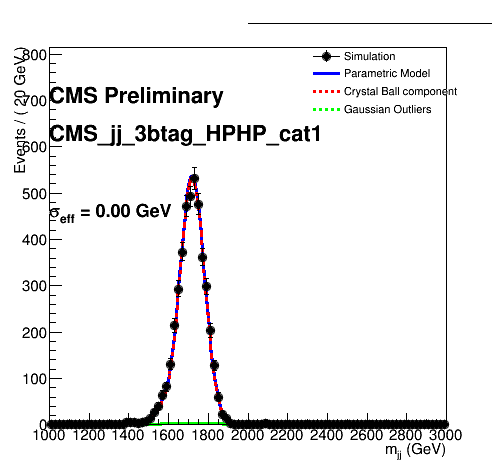 Events / ( 20 GeV )
800
700
600
500
400
300
200
100
0
Simulation
Parametric Model
Crystal Ball component
Gaussian Outliers
CMS Preliminary
CMS_jj_3btag_HPHP_cat1
σeff = 0.00 GeV
1000 1200 1400 1600 1800 2000 2200 2400 2600 2800 3000
mjj (GeV)